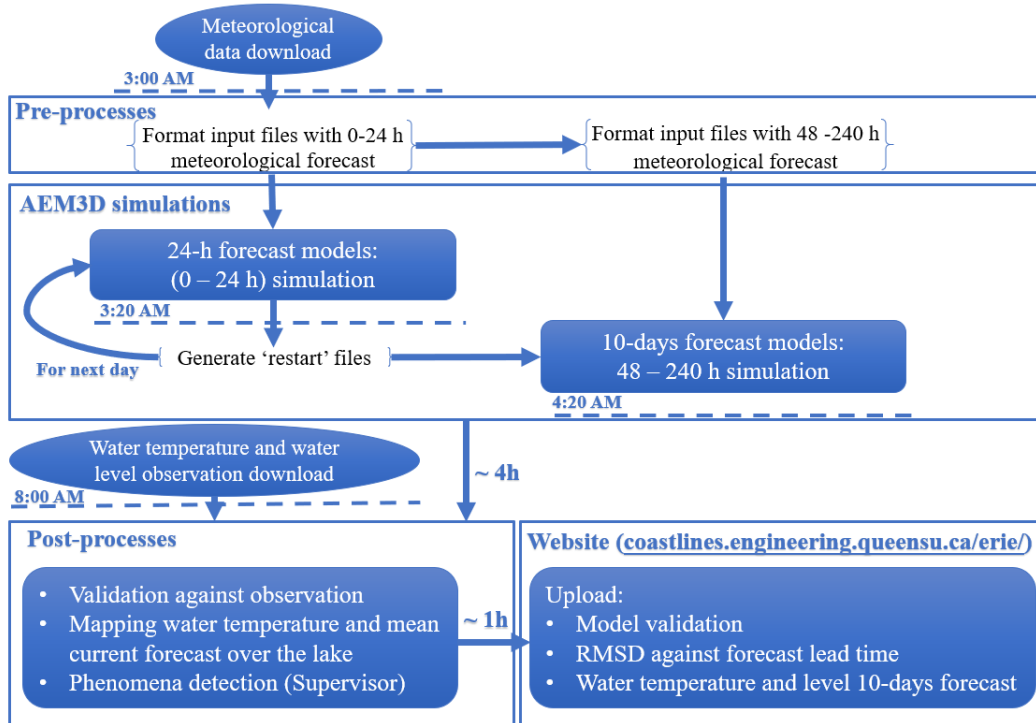 Meteorological
data download
3:00 AM
Pre-processes
Format input files with 0-24 h
meteorological forecast
Format input files with 48 -240 h
meteorological forecast
AEM3D simulations
24-h forecast models:
(0 – 24 h) simulation
3:20 AM
For next day
Generate ‘restart’ files
10-days forecast models:
48 – 240 h simulation
4:20 AM
Water temperature and water
level observation download
~ 4h
8:00 AM
Post-processes
• Validation against observation
• Mapping water temperature and mean
current forecast over the lake
• Phenomena detection (Supervisor)
~ 1h
Website (coastlines.engineering.queensu.ca/erie/)
Upload:
• Model validation
• RMSD against forecast lead time
• Water temperature and level 10-days forecast